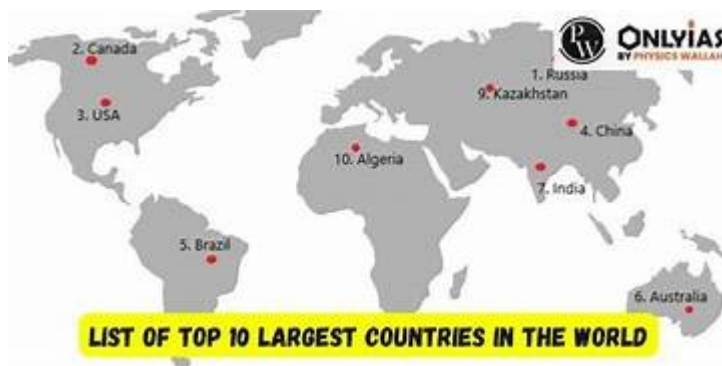 PW
ONLYIAS
BY PHYSICS WALLAH
2. Canada
1. Russia
9. Kazakhstan
3. USA
4. China
10. Algeria
7. India
5. Brazil
6. Australia
LIST OF TOP 10 LARGEST COUNTRIES IN THE WORLD